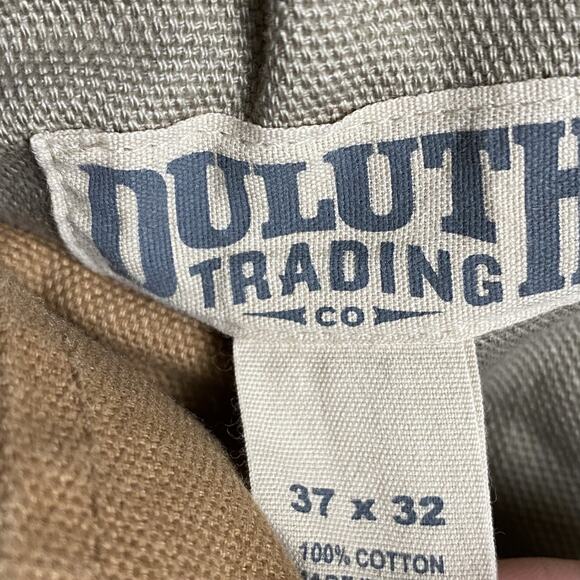 DULUTH
TRADING
CO
37 x 32
100% COTTON